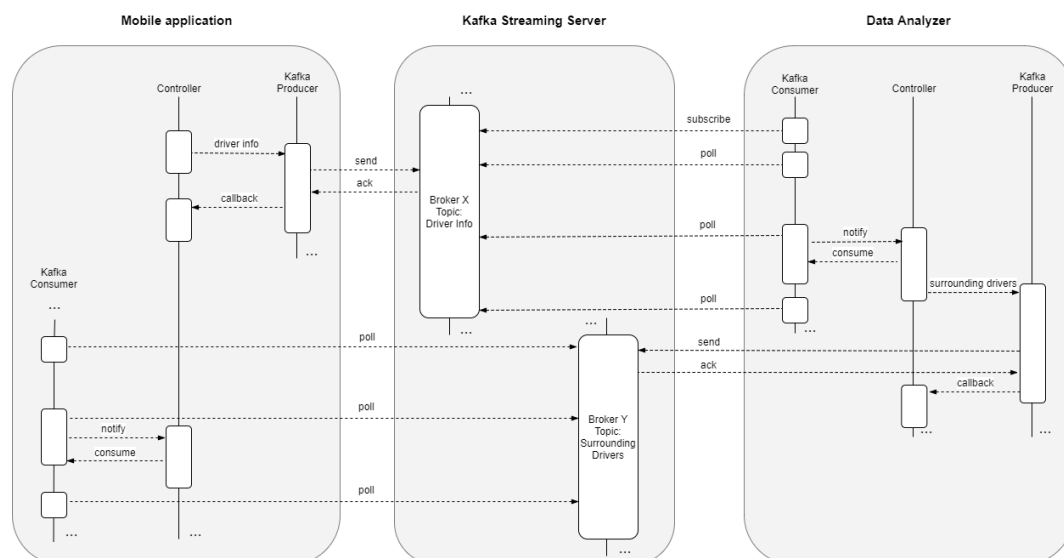 Mobile application
Kafka Streaming Server
Data Analyzer
Controller
Kafka
Producer
driver info
send
ack
callback
...
Kafka
Consumer
...
poll
poll
notify
consume
poll
...
...
...
Broker X
Topic:
Driver Info
...
...
Broker Y
Topic:
Surrounding
Drivers
...
Kafka
Consumer
Controller
Kafka
Producer
subscribe
poll
poll
notify
consume
surrounding drivers
poll
...
send
ack
callback
...
...